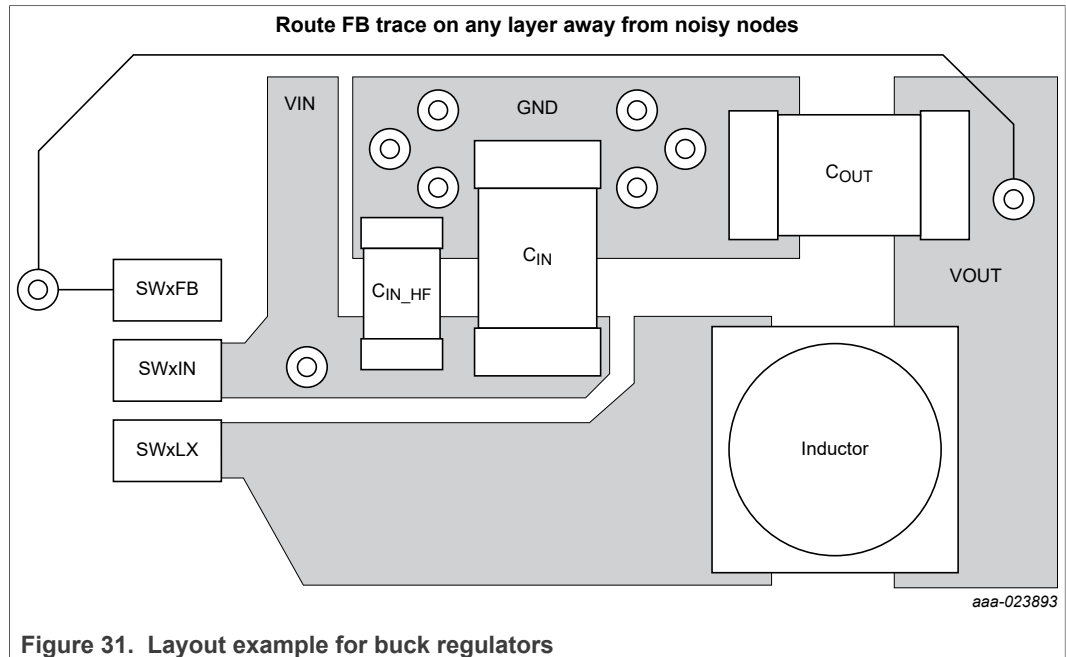 Route FB trace on any layer away from noisy nodes
VIN
GND
COUT
CIN
CIN_HF
SWxFB
VOUT
SWxIN
SWxLX
Inductor
aaa-023893
Figure 31. Layout example for buck regulators